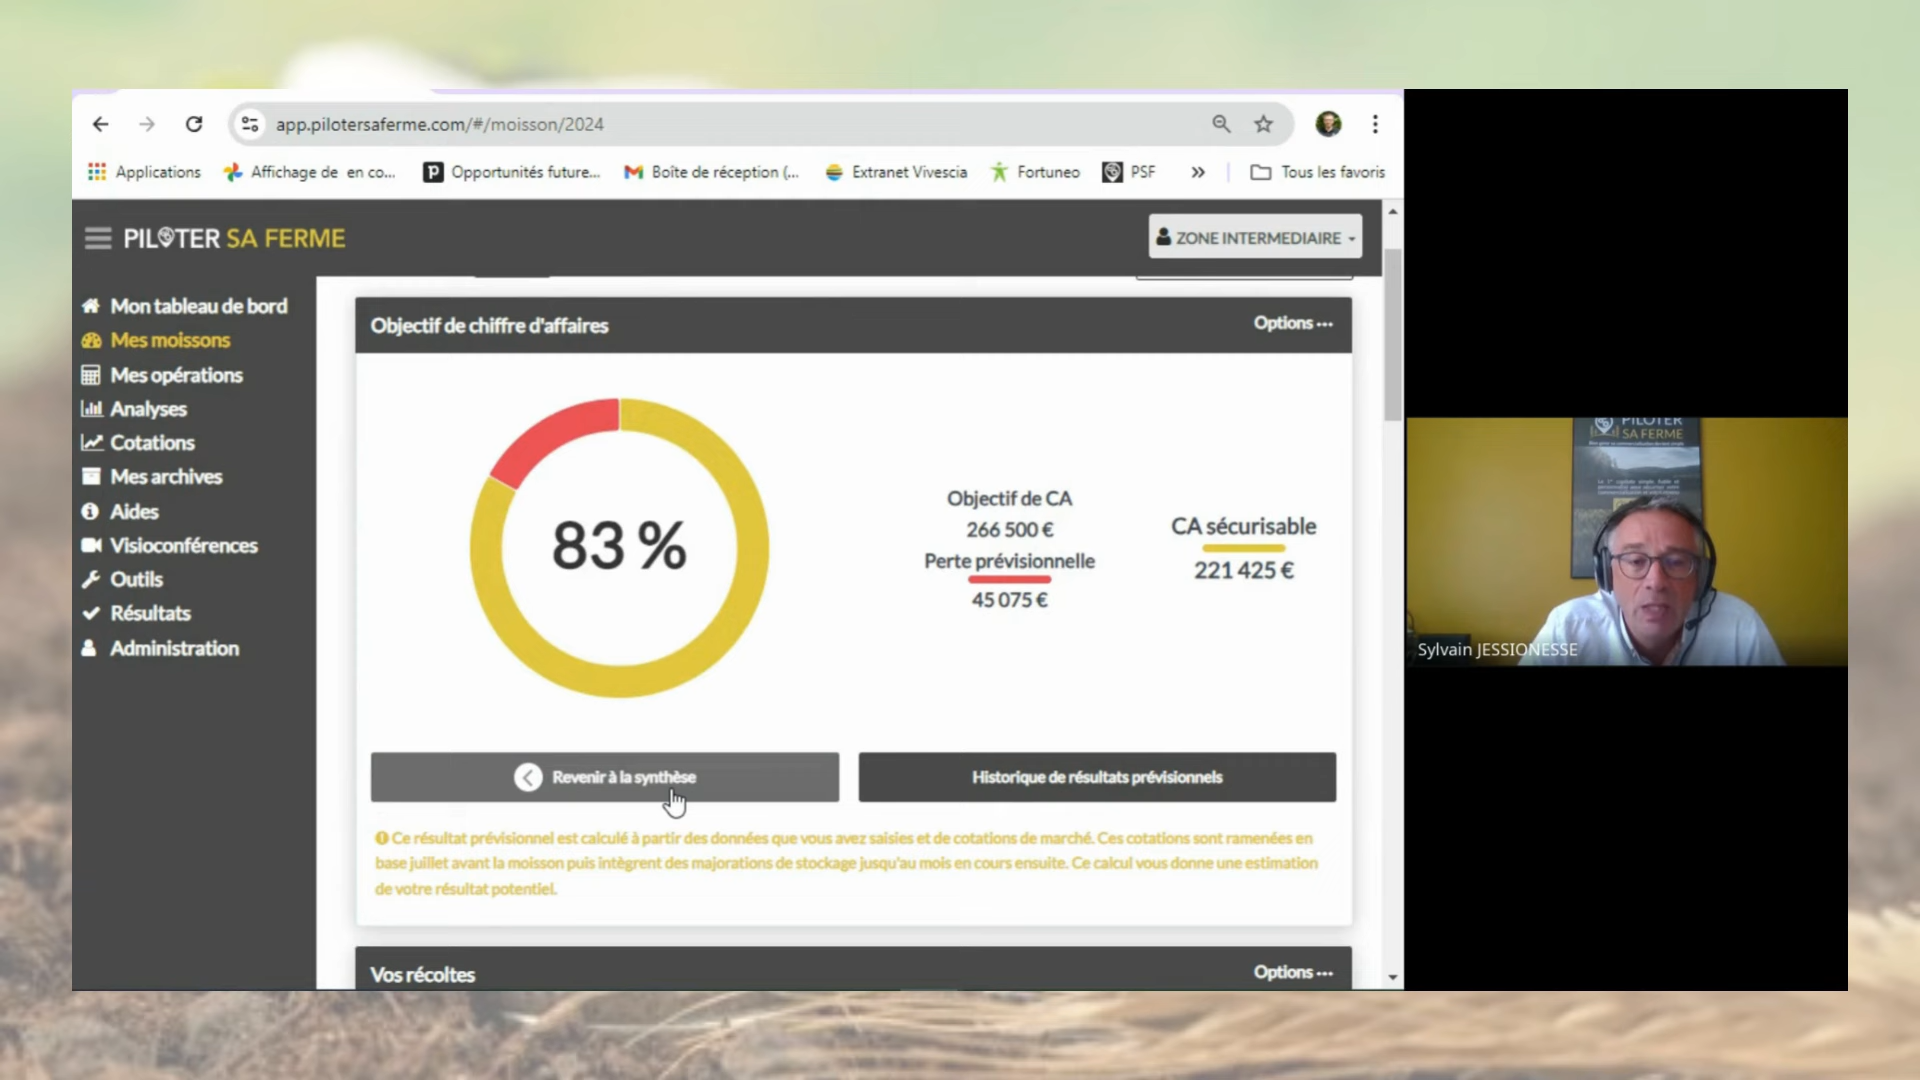 app.pilotersaferme.com/#/moisson/2024
Applications
Affichage de en co...
Opportunités future...
Boîte de réception (...
Extranet Vivescia
Fortuneo
PSF
Tous les favoris
PILOTER SA FERME
ZONE INTERMEDIAIRE
Mon tableau de bord
Mes moissons
Mes opérations
Analyses
Cotations
Mes archives
Aides
Visioconférences
Outils
Résultats
Administration
Objectif de chiffre d'affaires
Options
83 %
Objectif de CA
266 500 €
Perte prévisionnelle
45 075 €
CA sécurisable
221 425 €
Revenir à la synthèse
Historique de résultats prévisionnels
Ce résultat prévisionnel est calculé à partir des données que vous avez saisies et de cotations de marché. Ces cotations sont ramenées en
base juillet avant la moisson puis intègrent des majorations de stockage jusqu'au mois en cours ensuite. Ce calcul vous donne une estimation
de votre résultat potentiel.
Vos récoltes
Options
PILOTER
SA FERME
Sylvain JESSIONESSE